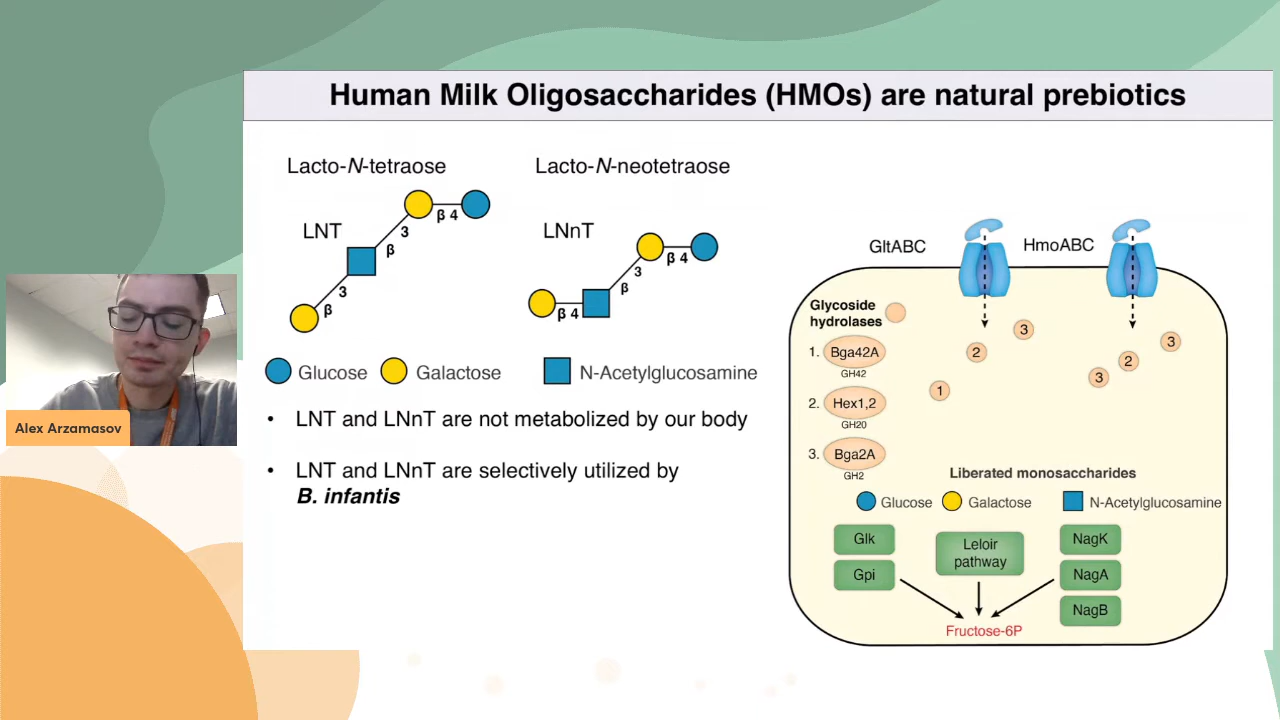 Human Milk Oligosaccharides (HMOs) are natural prebiotics
Lacto-N-tetraose
Lacto-N-neotetraose
LNT
β 4
3
β
3
β
LNnT
β 4
3
β
β 4
Glucose
Galactose
N-Acetylglucosamine
• LNT and LNnT are not metabolized by our body
• LNT and LNnT are selectively utilized by
B. infantis
Alex Arzamasov
GltABC
HmoABC
Glycoside
hydrolases
1. Bga42A
GH42
2. Hex1,2
GH20
3. Bga2A
GH2
3
2
1
3
2
3
Liberated monosaccharides
Glucose
Galactose
N-Acetylglucosamine
Glk
Gpi
Leloir
pathway
NagK
NagA
NagB
Fructose-6P